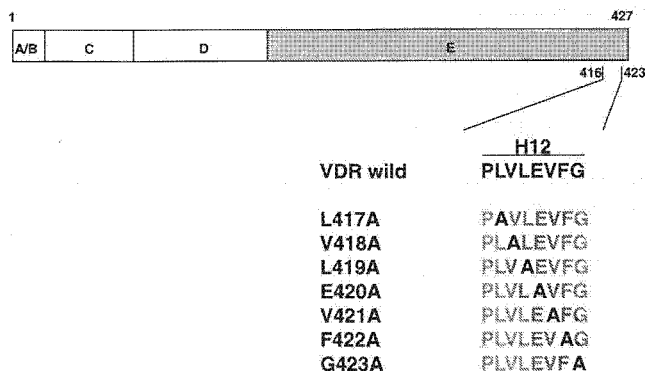 1 427
A/B C D E
416 423
H12
VDR wild PLVLEVFG
L417A PAVLEVFG
V418A PLALEVFG
L419A PLVAEVFG
E420A PLVLAVFG
V421A PLVLEAFG
F422A PLVLEVAG
G423A PLVLEVFA